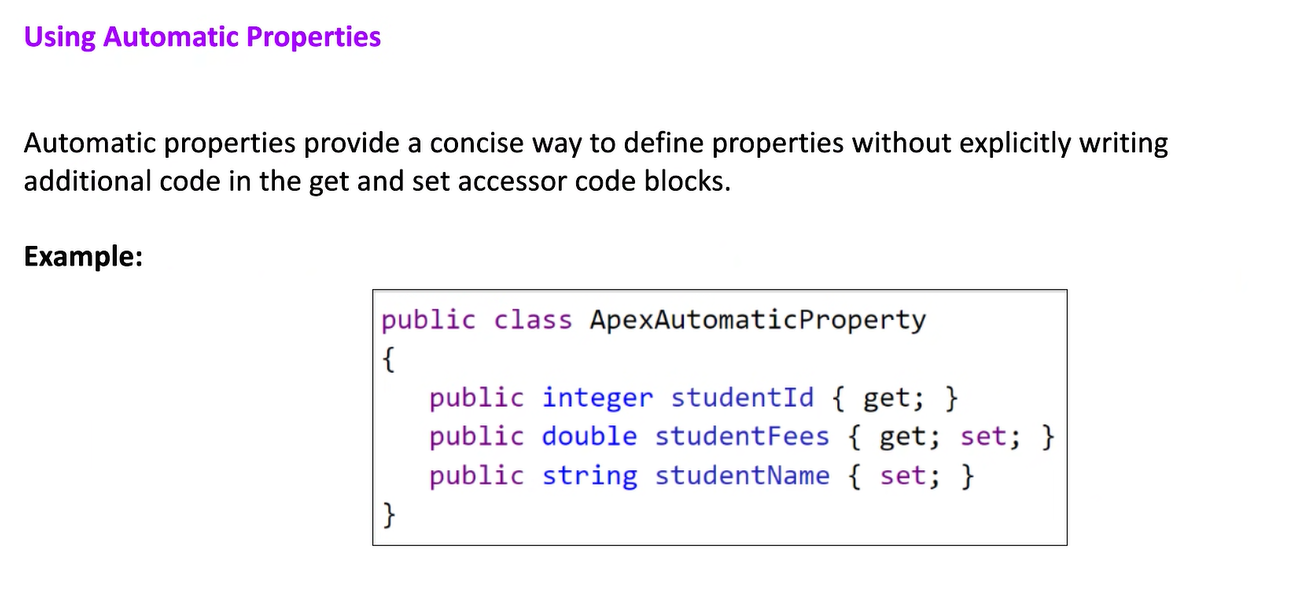 Using Automatic Properties
Automatic properties provide a concise way to define properties without explicitly writing
additional code in the get and set accessor code blocks.
Example:
public class ApexAutomaticProperty
{
public integer studentId { get; }
public double studentFees { get; set; }
public string studentName { set; }
}